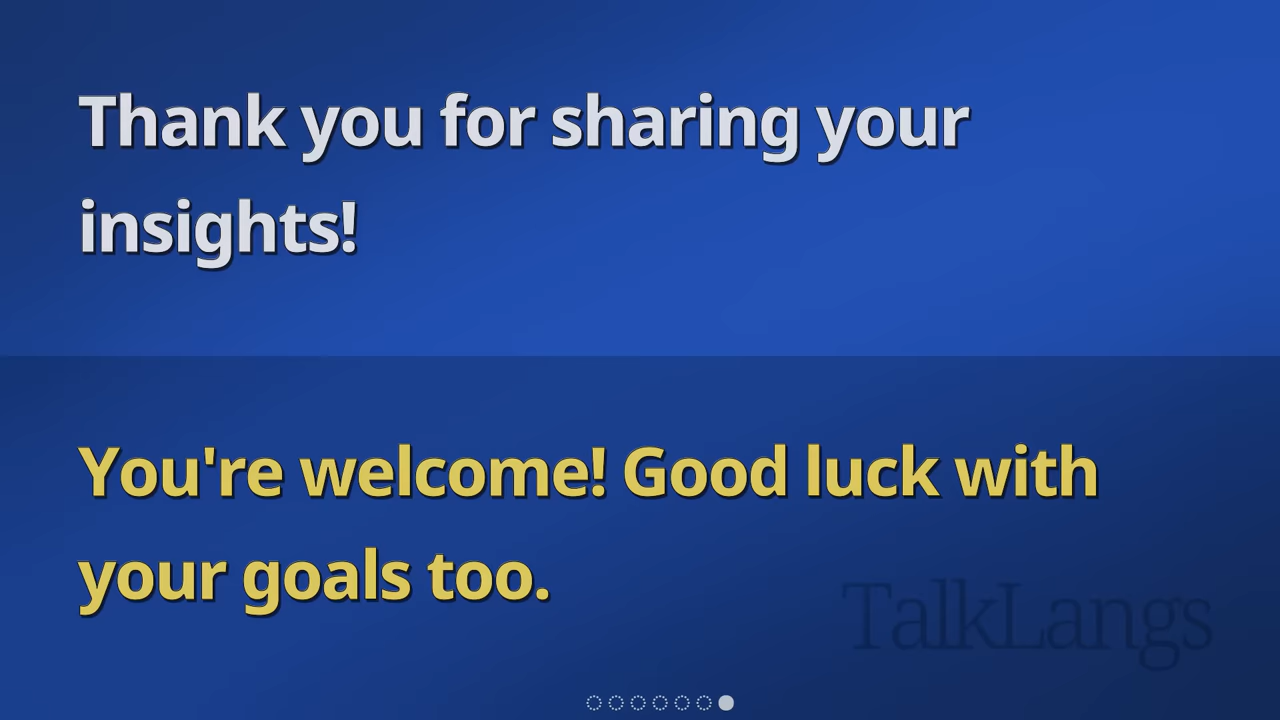 Thank you for sharing your
insights!
You're welcome! Good luck with
your goals too.
TalkLangs